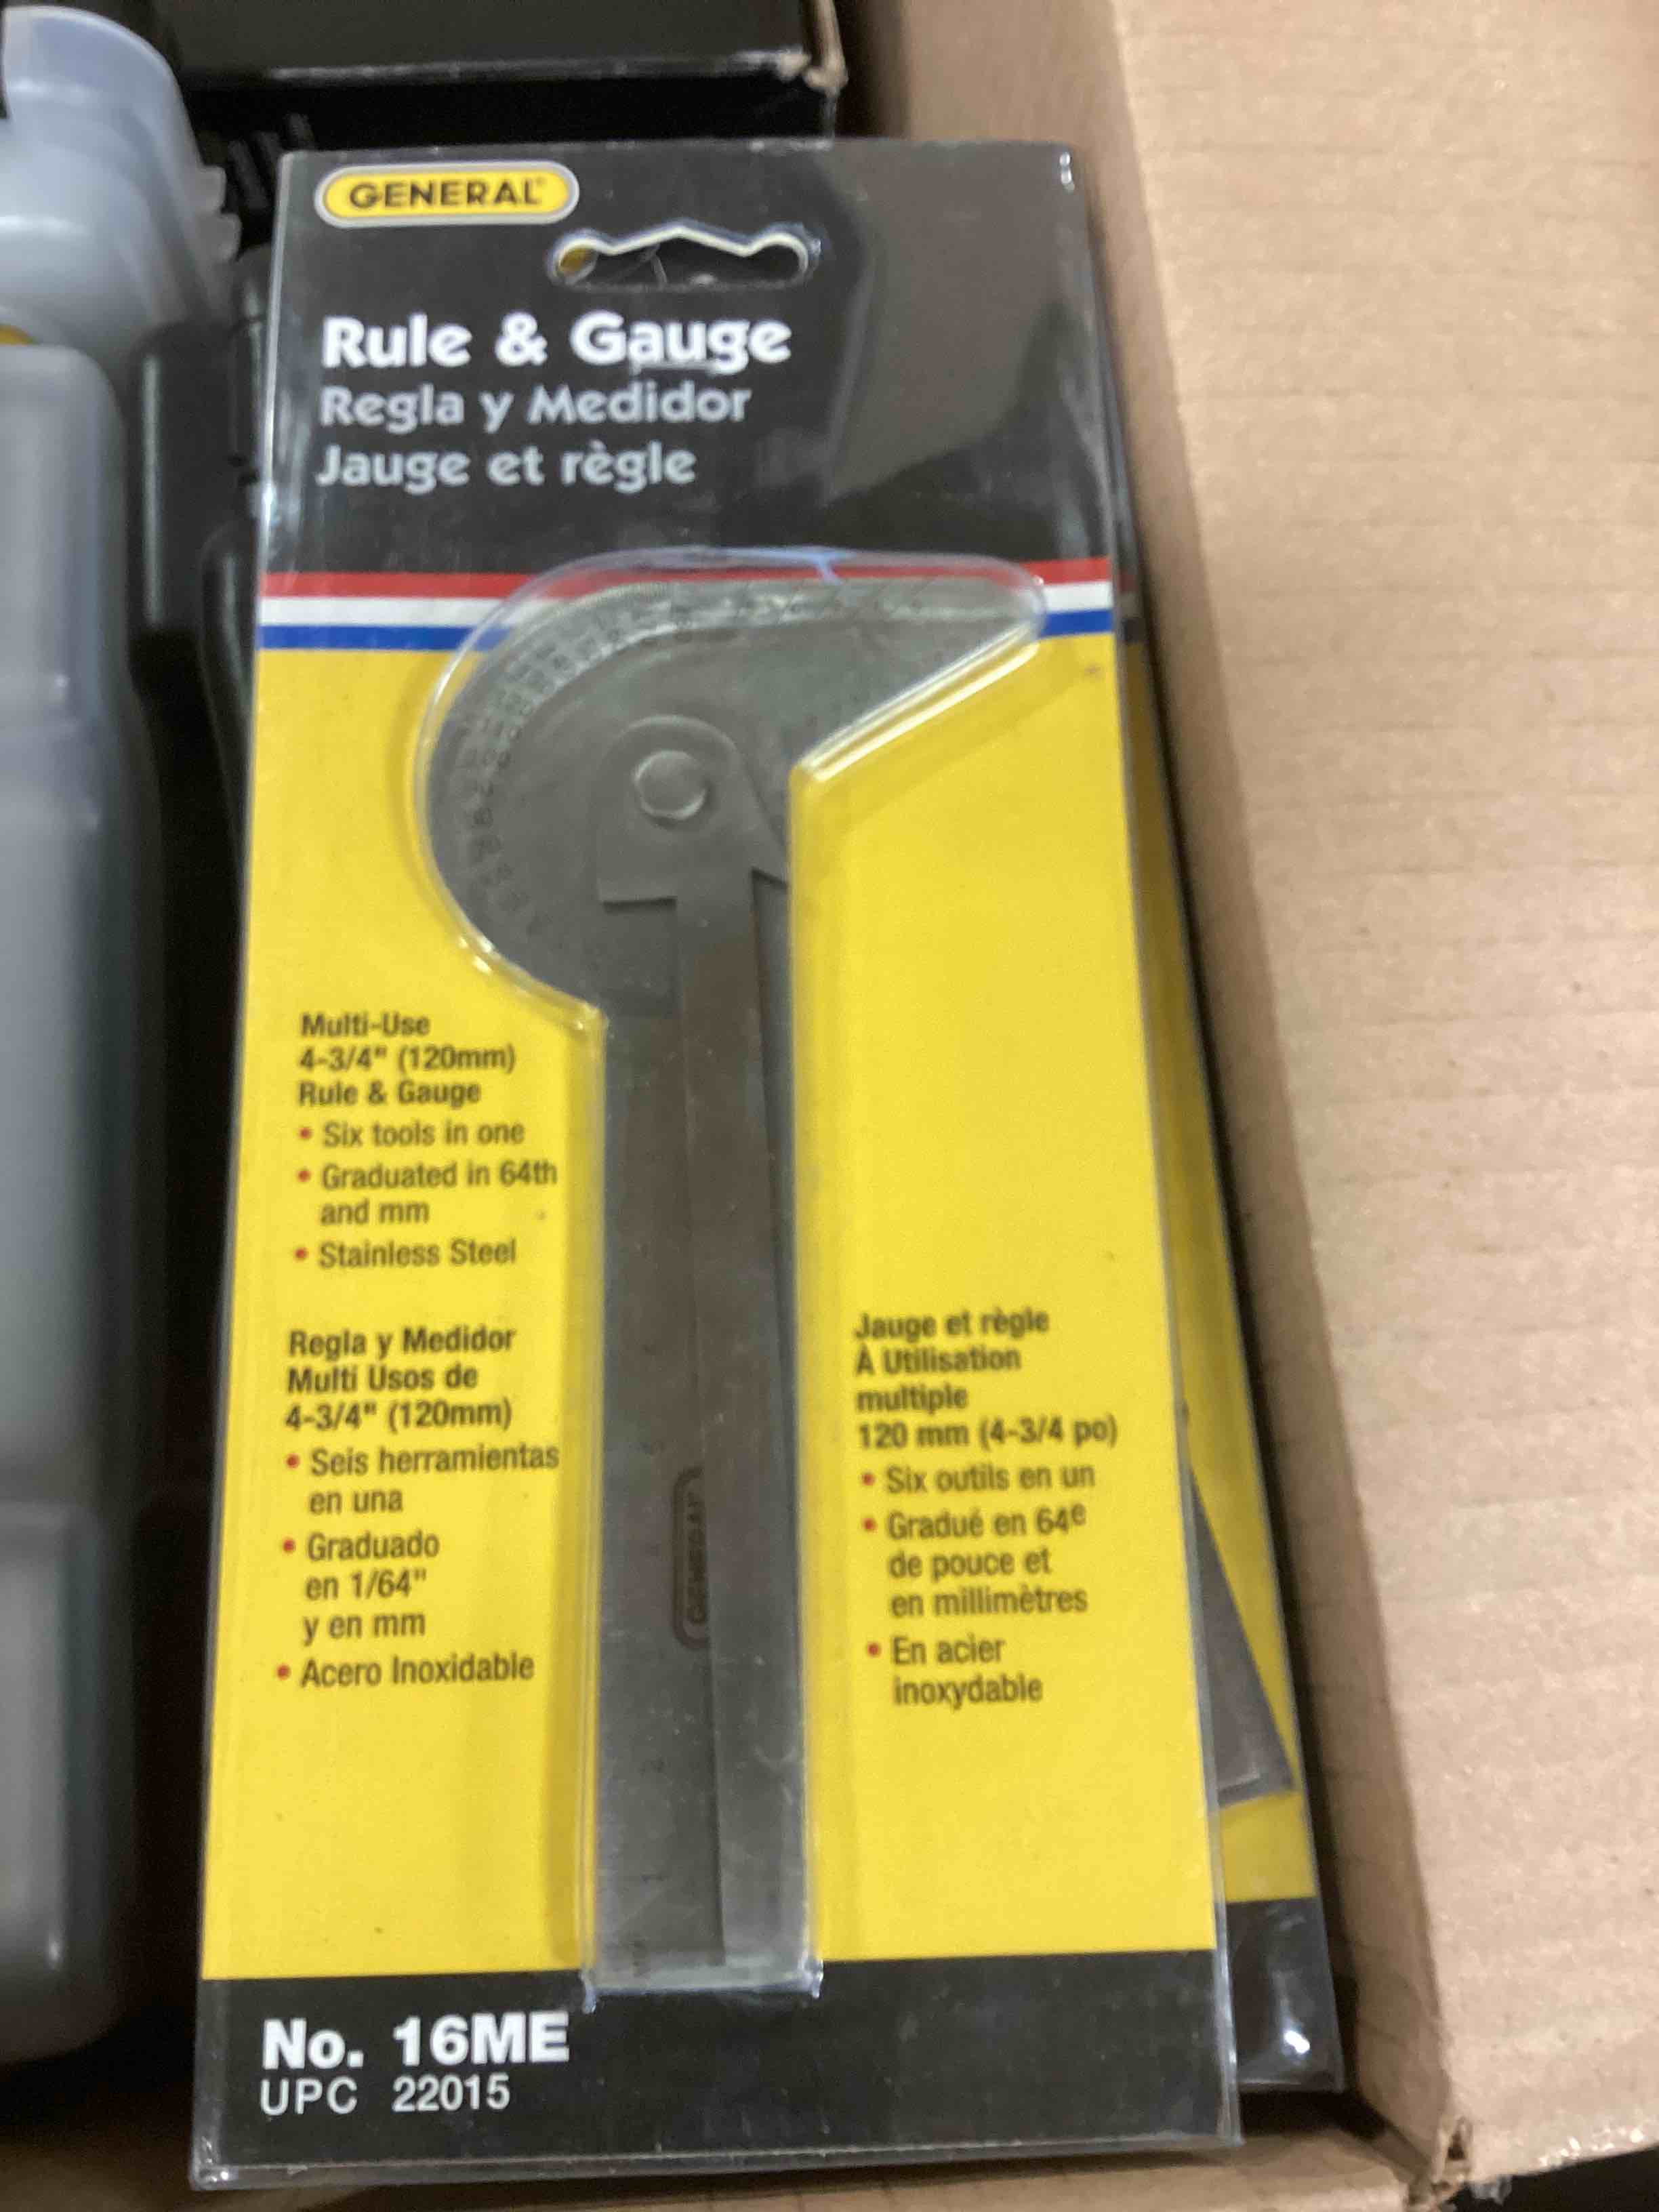 GENERAL®
Rule & Gauge
Regla y Medidor
Jauge et règle
Multi-Use
4-3/4" (120mm)
Rule & Gauge
• Six tools in one
• Graduated in 64th
and mm
• Stainless Steel
Regla y Medidor
Multi Usos de
4-3/4" (120mm)
• Seis herramientas
en una
• Graduado
en 1/64"
y en mm
• Acero Inoxidable
Jauge et règle
À Utilisation
multiple
120 mm (4-3/4 po)
• Six outils en un
• Gradué en 64e
de pouce et
en millimètres
• En acier
inoxydable
GENERAL
2
1
No. 16ME
UPC 22015